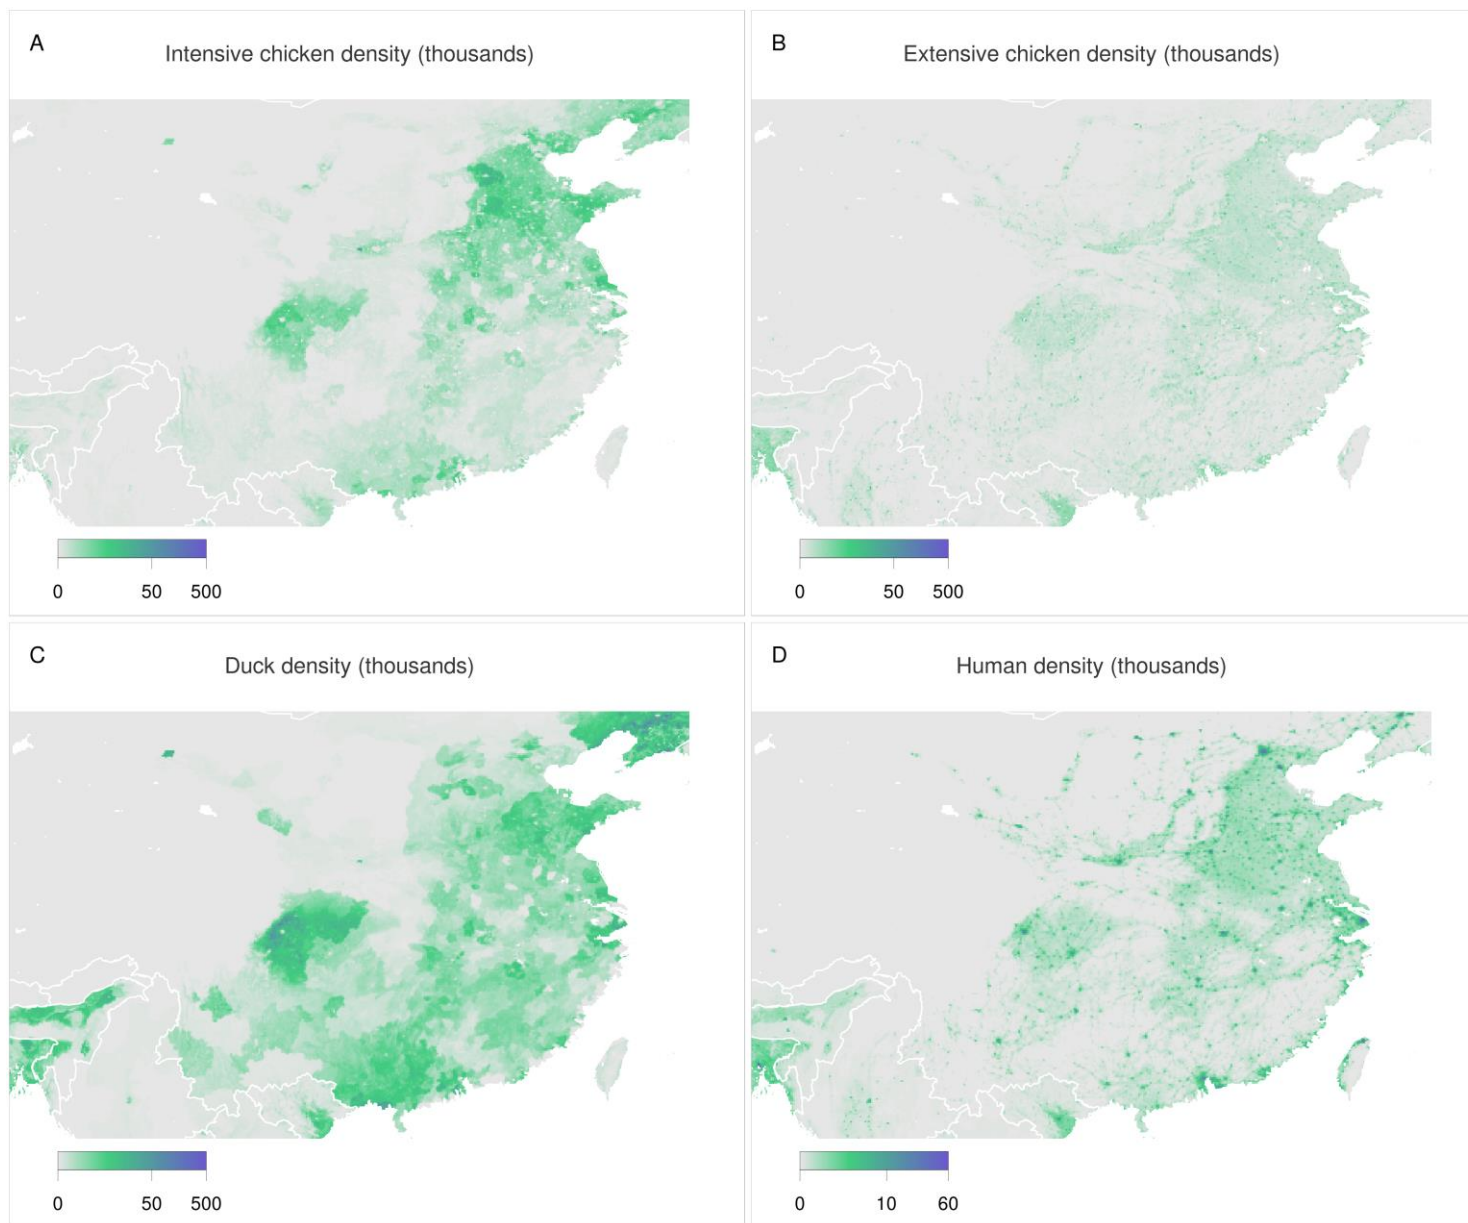 A
Intensive chicken density (thousands)
0 50 500
B
Extensive chicken density (thousands)
0 50 500
C
Duck density (thousands)
0 50 500
D
Human density (thousands)
0 10 60